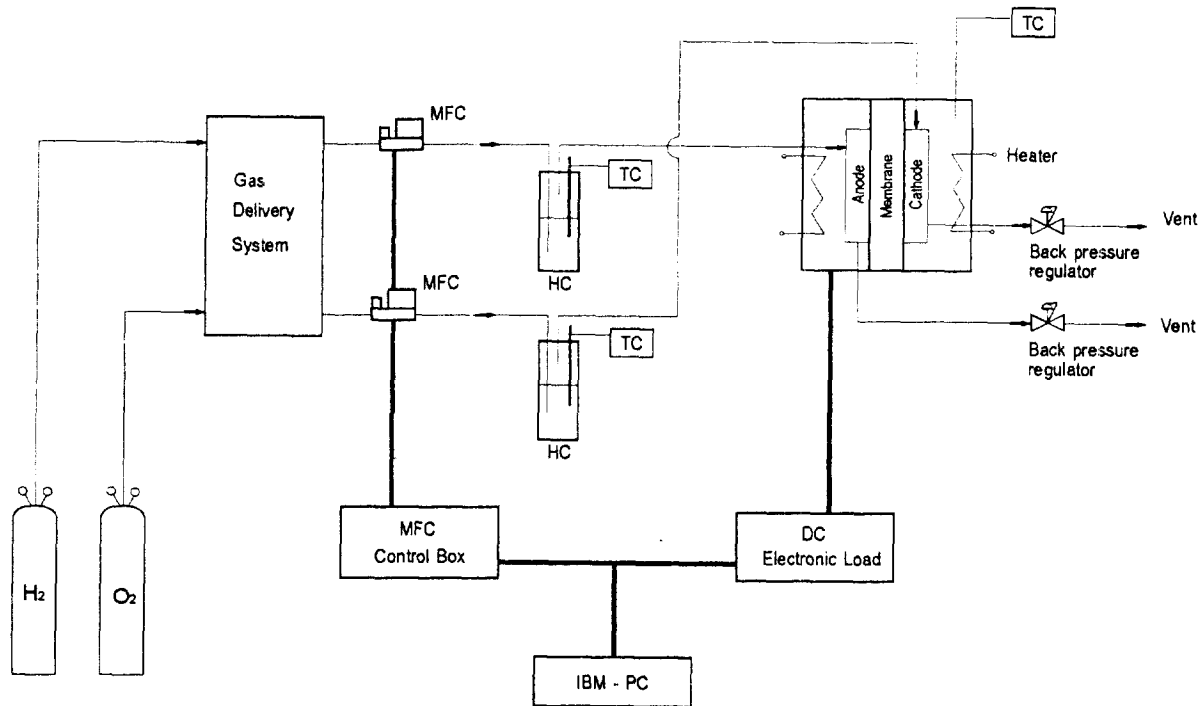 TC
MFC
Gas
Delivery
System
TC
HC
Anode
Membrane
Cathode
Heater
Vent
Back pressure
regulator
MFC
TC
HC
Vent
Back pressure
regulator
H2
O2
MFC
Control Box
DC
Electronic Load
IBM - PC